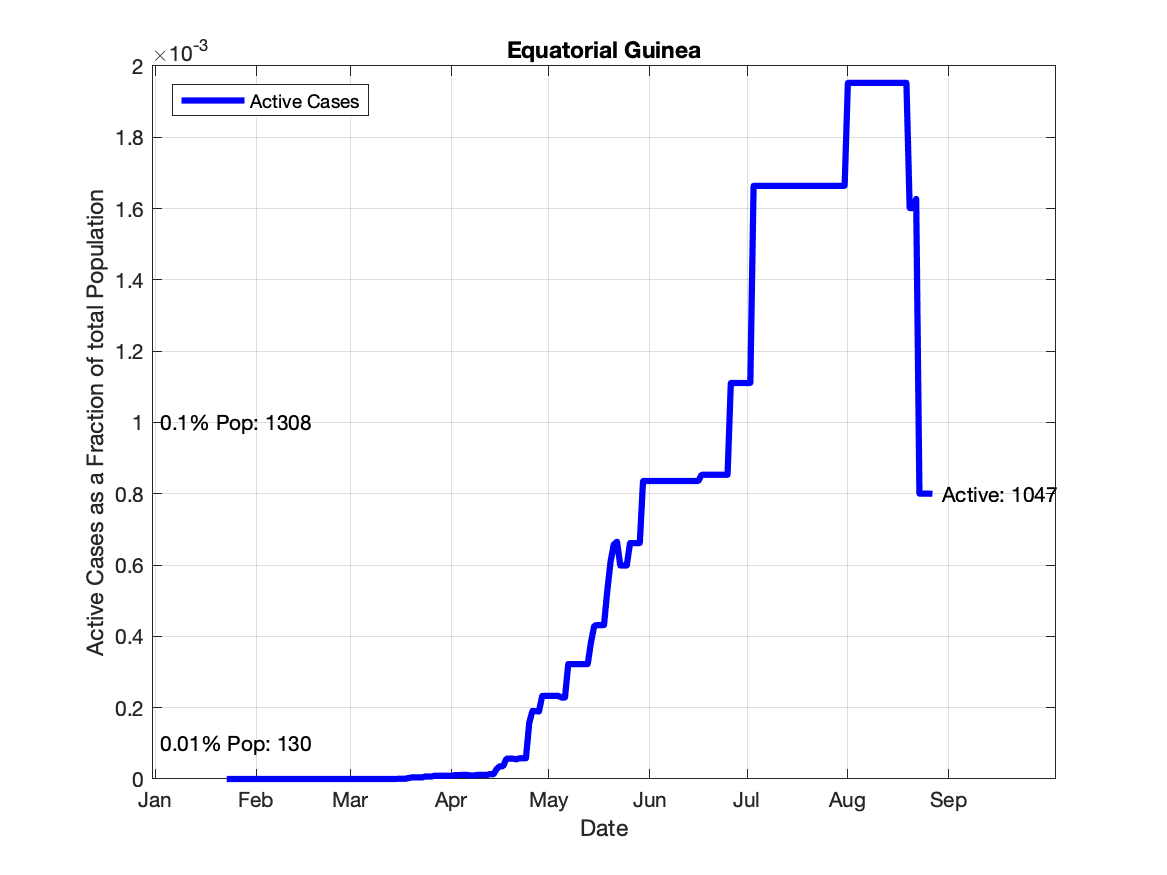 Equatorial Guinea
×10-3
Active Cases
2
1.8
1.6
1.4
1.2
1
0.8
0.6
0.4
0.2
0
Active Cases as a Fraction of total Population
0.1% Pop: 1308
Active: 1047
0.01% Pop: 130
Jan Feb Mar Apr May Jun Jul Aug Sep
Date